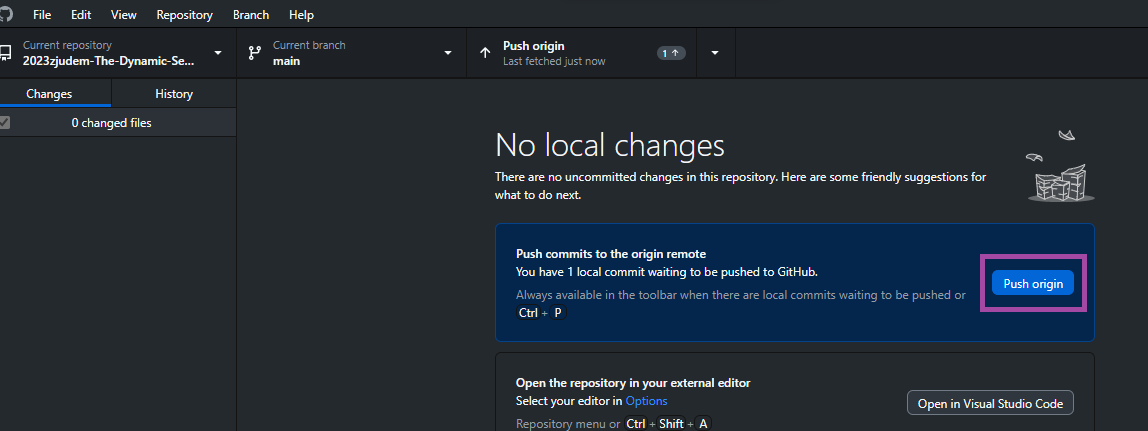 File Edit View Repository Branch Help
Current repository
2023zjudem-The-Dynamic-Se...
Current branch
main
Push origin
Last fetched just now
1
Changes History
0 changed files
No local changes
There are no uncommitted changes in this repository. Here are some friendly suggestions for
what to do next.
Push commits to the origin remote
You have 1 local commit waiting to be pushed to GitHub.
Always available in the toolbar when there are local commits waiting to be pushed or
Ctrl + P
Push origin
Open the repository in your external editor
Select your editor in Options
Repository menu or Ctrl + Shift + A
Open in Visual Studio Code